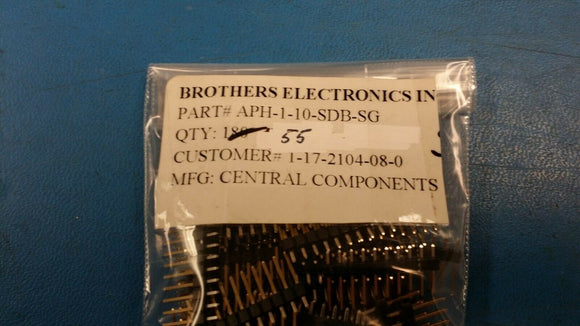 BROTHERS ELECTRONICS IN
PART# APH-1-10-SDB-SG
QTY: 55
CUSTOMER# 1-17-2104-08-0
MFG: CENTRAL COMPONENTS